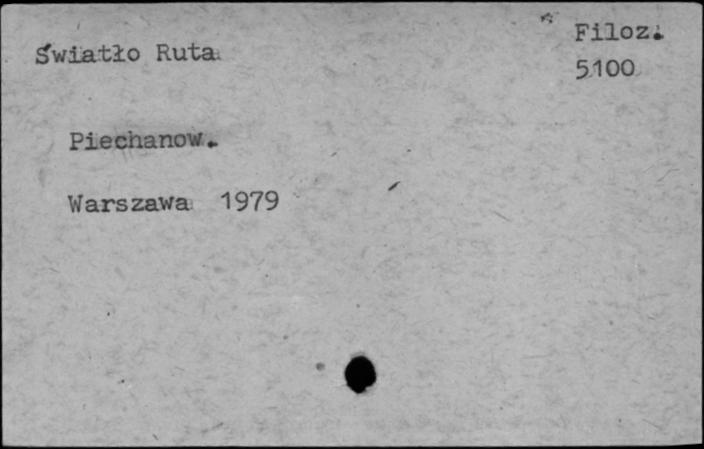 Filoz.
Światło Ruta
5100
Piechanow.
Warszawa 1979